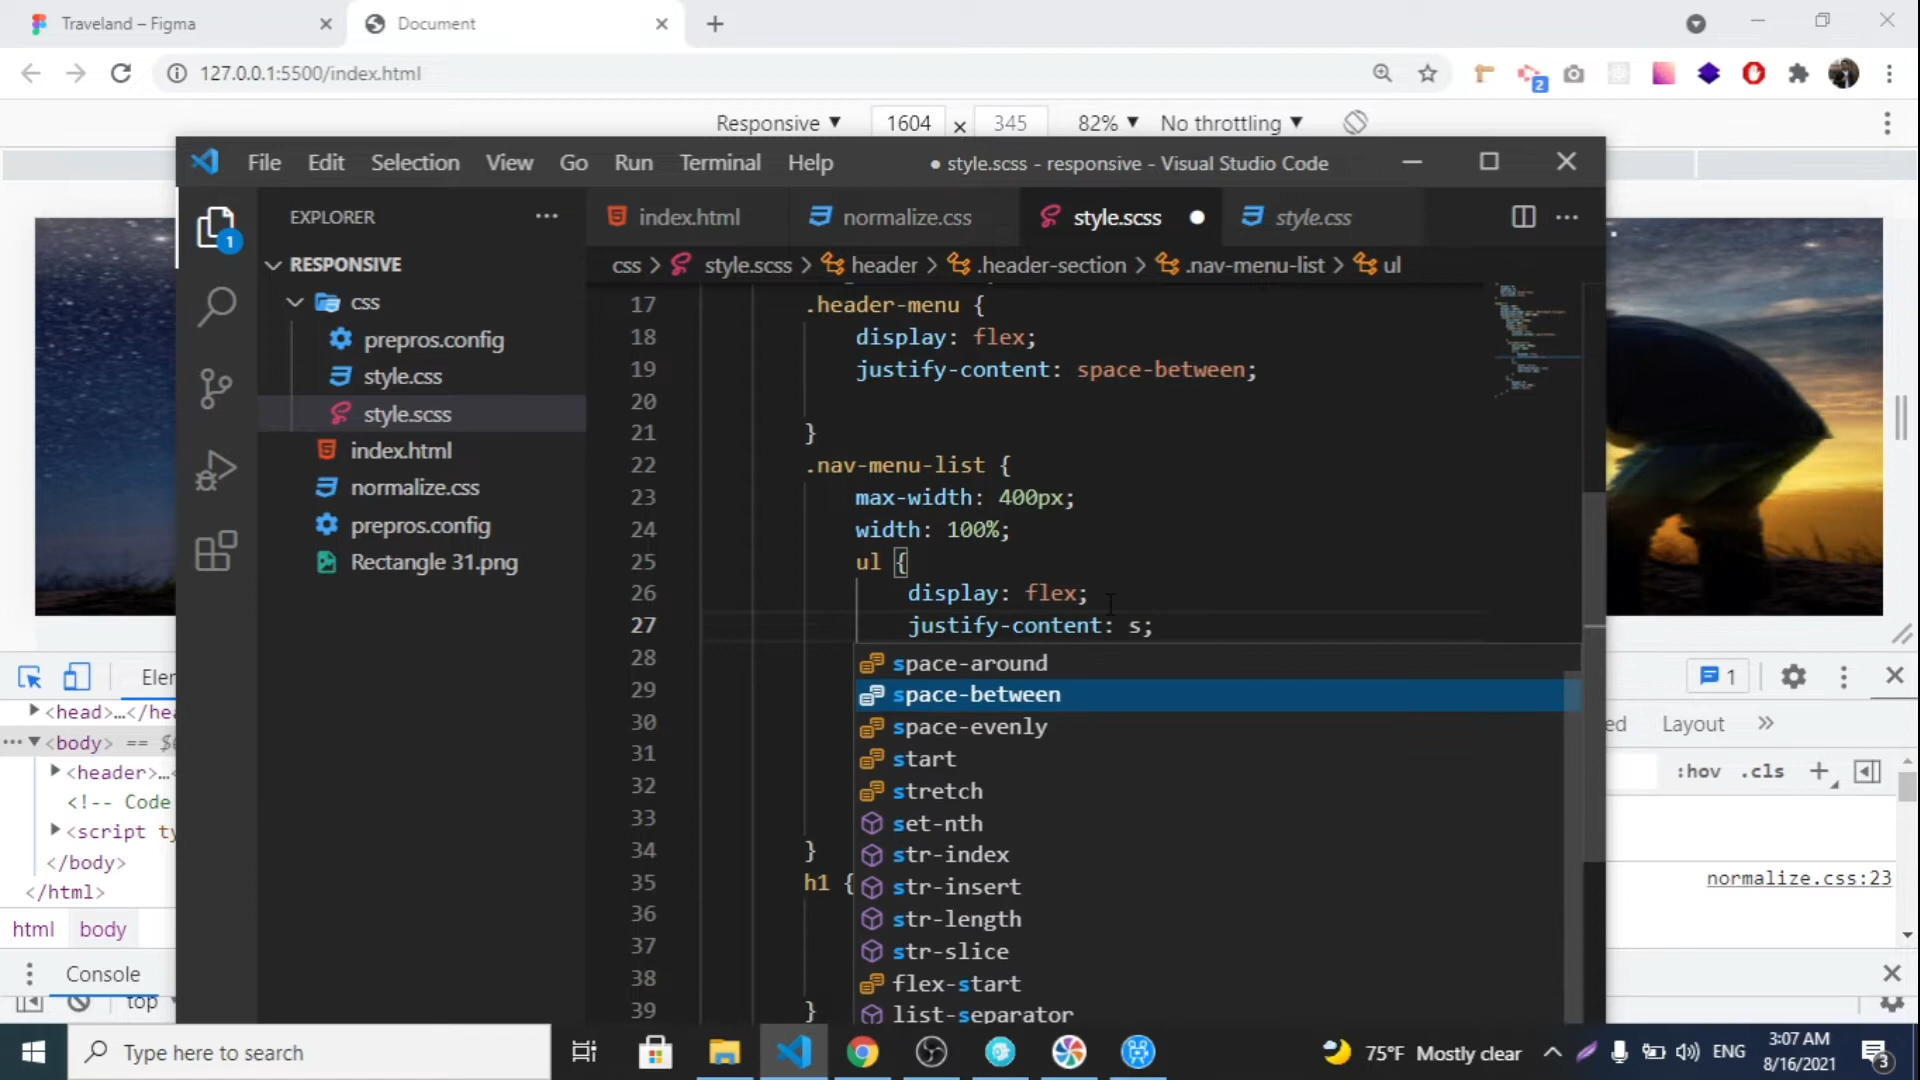 Traveland – Figma
Document
127.0.0.1:5500/index.html
2
Responsive ▼ 1604 × 345 82% ▼ No throttling ▼
File Edit Selection View Go Run Terminal Help
● style.scss - responsive - Visual Studio Code
EXPLORER ...
index.html normalize.css style.scss ● style.css ...
1
RESPONSIVE
css > style.scss > header > .header-section > .nav-menu-list > ul
css
prepros.config
style.css
style.scss
index.html
normalize.css
prepros.config
Rectangle 31.png
17 .header-menu {
18 display: flex;
19 justify-content: space-between;
20
21 }
22 .nav-menu-list {
23 max-width: 400px;
24 width: 100%;
25 ul {
26 display: flex;
27 justify-content: s;
28
29
30
31
32
33
34 }
35 h1 {
36
37
38
39 }
space-around
space-between
space-evenly
start
stretch
set-nth
str-index
str-insert
str-length
str-slice
flex-start
list-separator
Elem
<head>…</hea
<body> == $0
<header>…<
<!-- Code
<script ty
</body>
</html>
html body
Console
top
1
Layout »
:hov .cls +
normalize.css:23
Type here to search
75°F Mostly clear
ENG
3:07 AM
8/16/2021
3